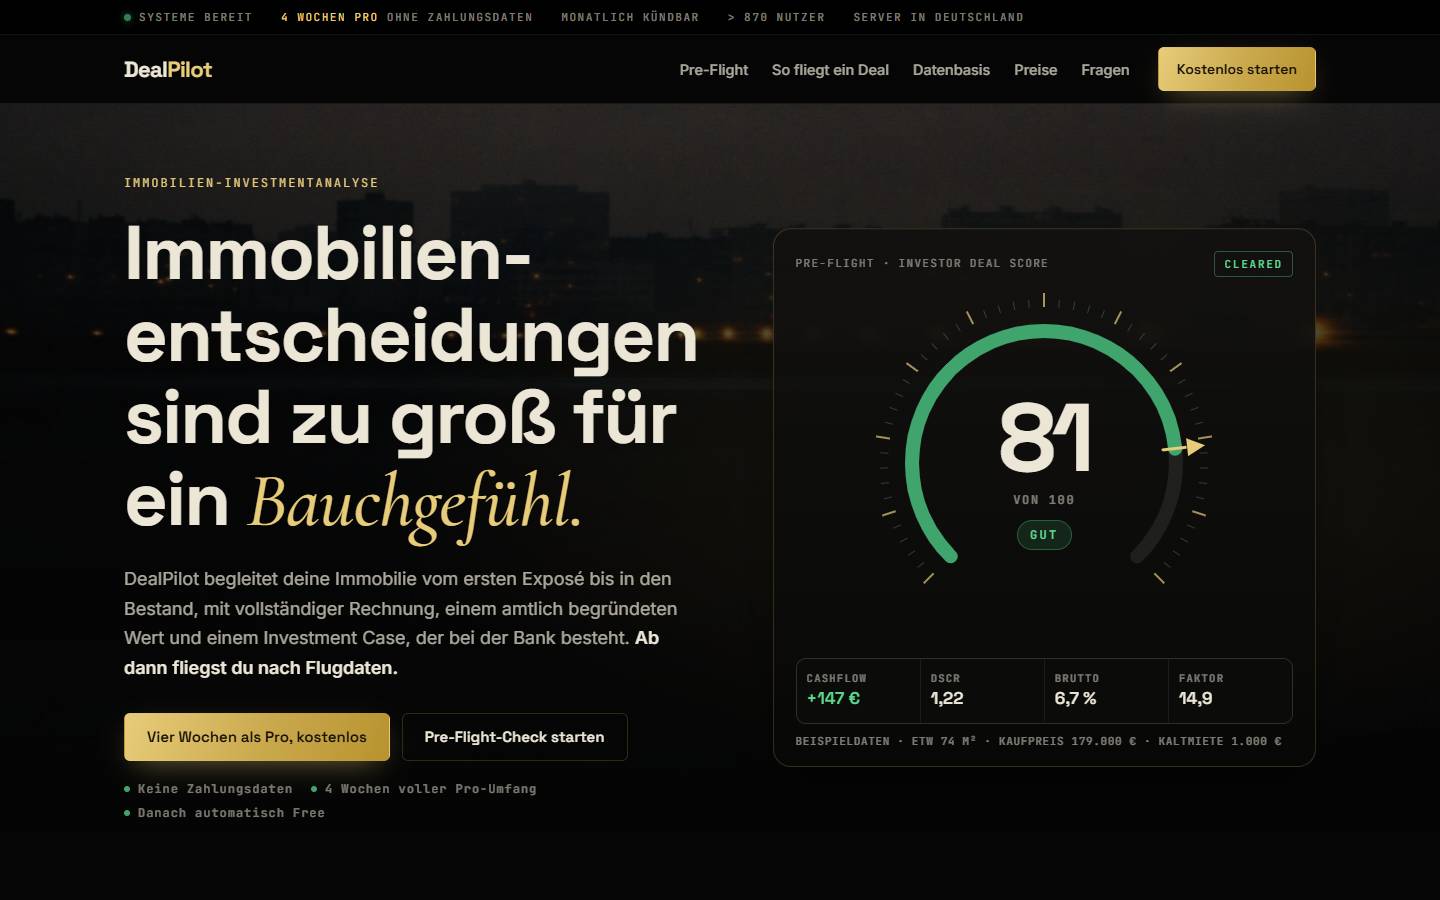 SYSTEME BEREIT 4 WOCHEN PRO OHNE ZAHLUNGSDATEN MONATLICH KÜNDBAR > 870 NUTZER SERVER IN DEUTSCHLAND
DealPilot Pre-Flight So fliegt ein Deal Datenbasis Preise Fragen Kostenlos starten
IMMOBILIEN-INVESTMENTANALYSE
Immobilien-
entscheidungen
sind zu groß für
ein Bauchgefühl.
DealPilot begleitet deine Immobilie vom ersten Exposé bis in den
Bestand, mit vollständiger Rechnung, einem amtlich begründeten
Wert und einem Investment Case, der bei der Bank besteht. Ab
dann fliegst du nach Flugdaten.
Vier Wochen als Pro, kostenlos Pre-Flight-Check starten
Keine Zahlungsdaten 4 Wochen voller Pro-Umfang
Danach automatisch Free
PRE-FLIGHT · INVESTOR DEAL SCORE CLEARED
81
VON 100
GUT
CASHFLOW DSCR BRUTTO FAKTOR
+147 € 1,22 6,7 % 14,9
BEISPIELDATEN · ETW 74 M² · KAUFPREIS 179.000 € · KALTMIETE 1.000 €